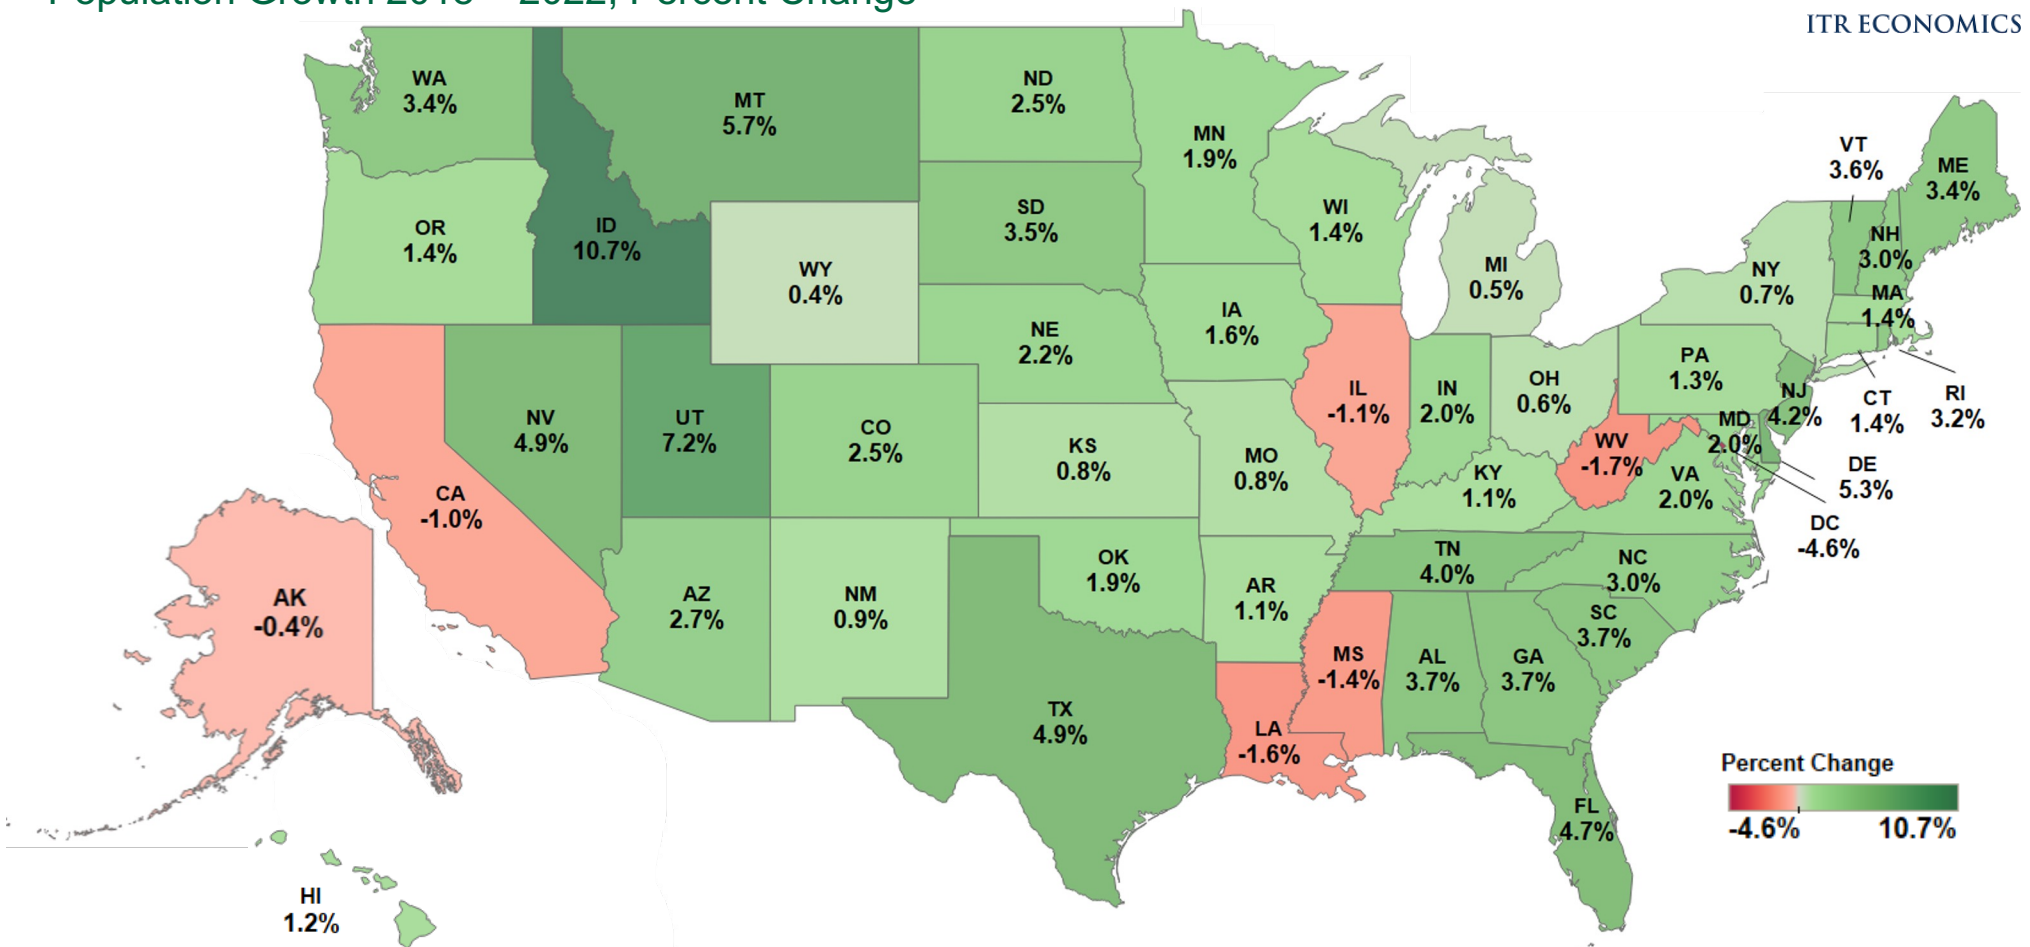 Population Growth 2018 – 2022, Percent Change
ITR ECONOMICS
WA
3.4%
MT
5.7%
ND
2.5%
MN
1.9%
VT
3.6%
ME
3.4%
OR
1.4%
ID
10.7%
WY
0.4%
SD
3.5%
WI
1.4%
MI
0.5%
NY
0.7%
NH
3.0%
MA
1.4%
NE
2.2%
IA
1.6%
PA
1.3%
NJ
4.2%
CT
1.4%
RI
3.2%
NV
4.9%
UT
7.2%
CO
2.5%
KS
0.8%
MO
0.8%
IL
-1.1%
IN
2.0%
OH
0.6%
WV
-1.7%
MD
2.0%
DE
5.3%
DC
-4.6%
CA
-1.0%
KY
1.1%
VA
2.0%
AK
-0.4%
AZ
2.7%
NM
0.9%
OK
1.9%
AR
1.1%
TN
4.0%
NC
3.0%
SC
3.7%
MS
-1.4%
AL
3.7%
GA
3.7%
TX
4.9%
LA
-1.6%
FL
4.7%
HI
1.2%
Percent Change
-4.6%
10.7%